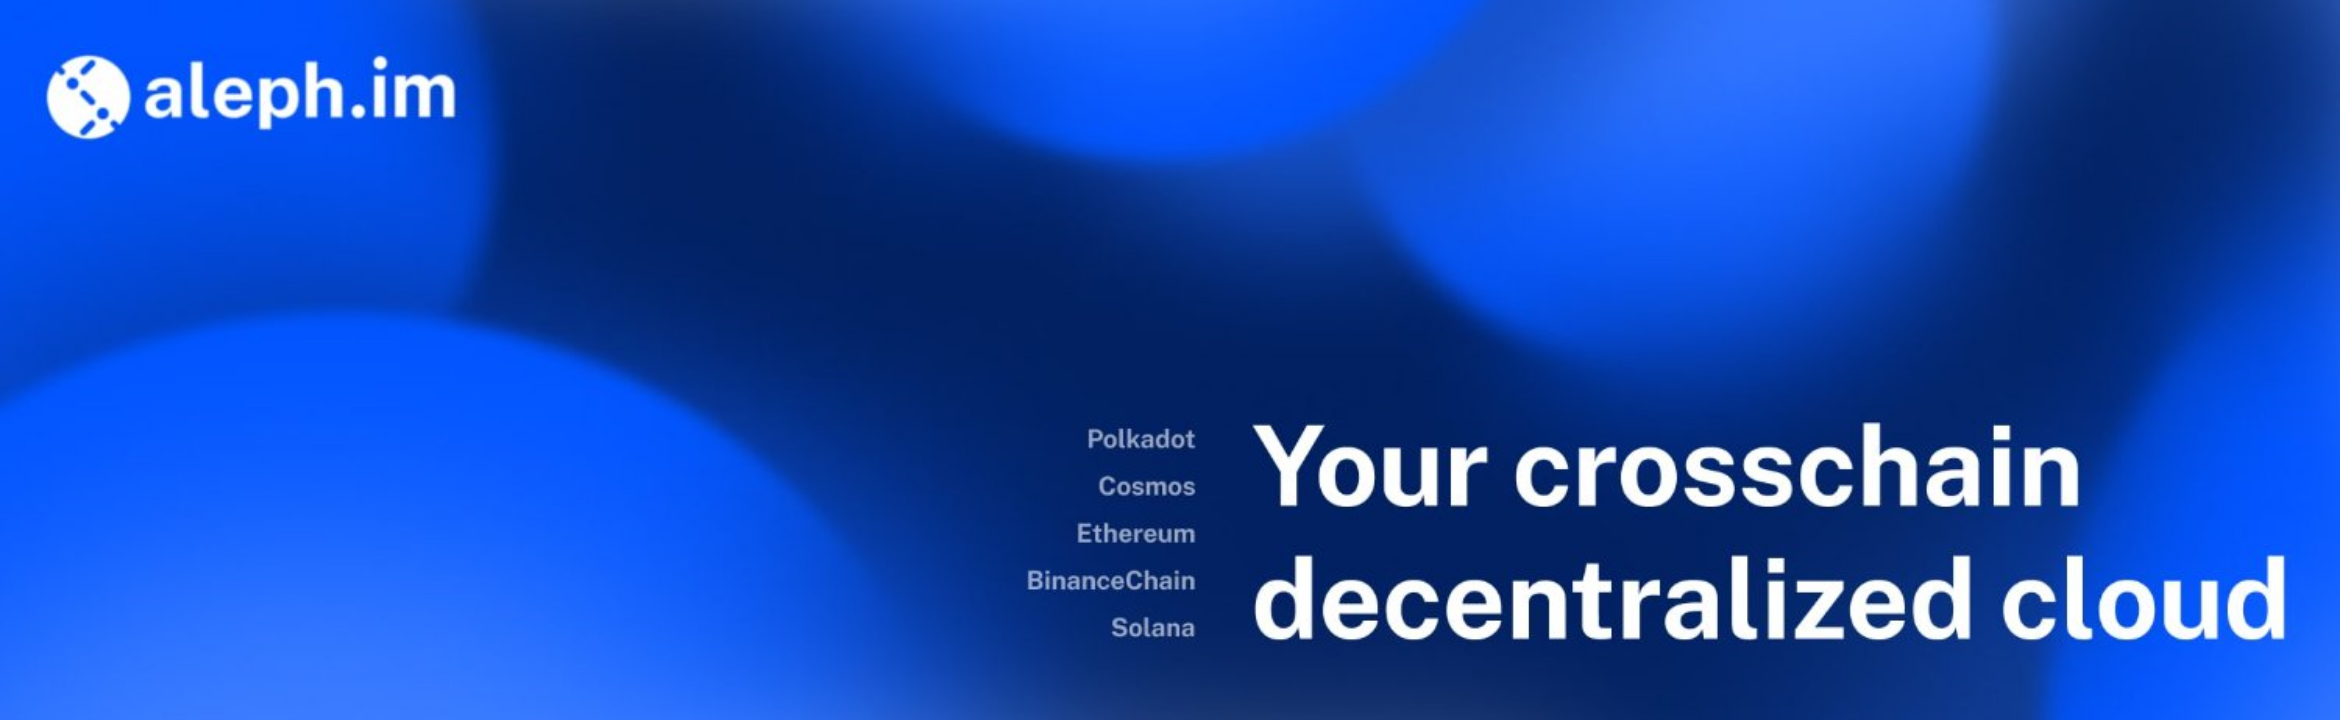 aleph.im
Polkadot
Cosmos
Ethereum
BinanceChain
Solana
Your crosschain
decentralized cloud